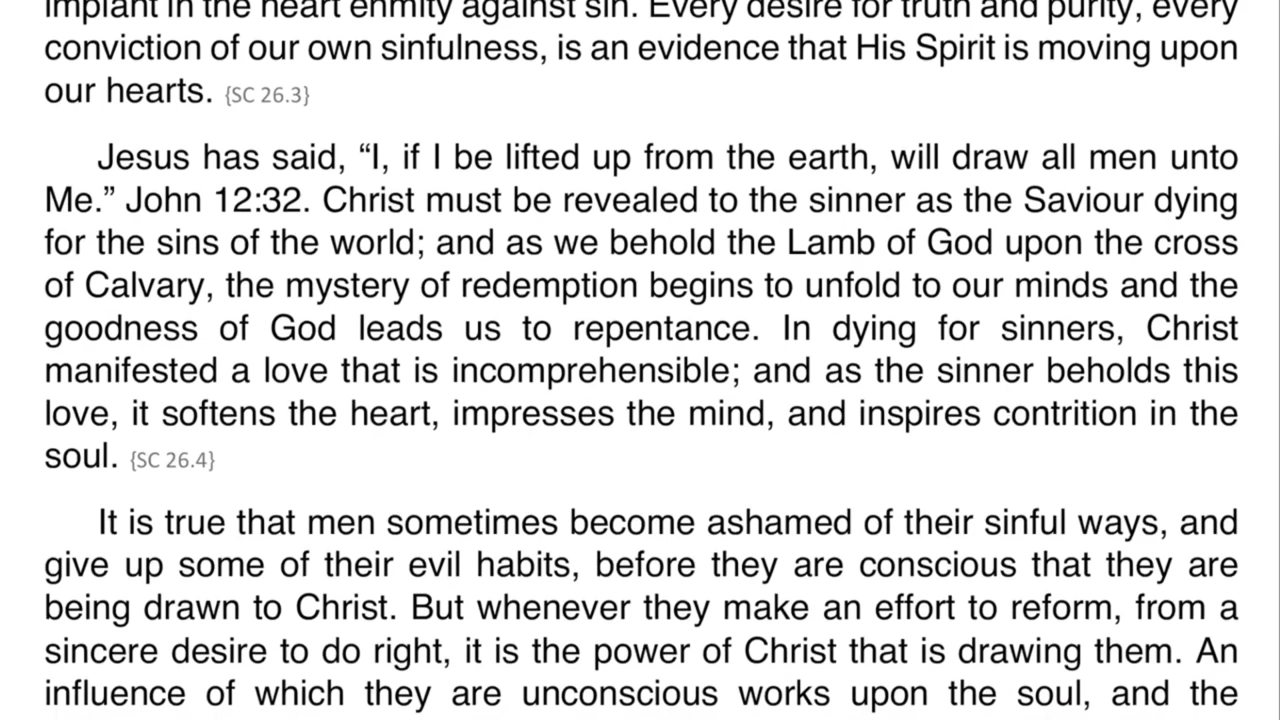 implant in the heart enmity against sin. Every desire for truth and purity, every
conviction of our own sinfulness, is an evidence that His Spirit is moving upon
our hearts. {SC 26.3}
Jesus has said, “I, if I be lifted up from the earth, will draw all men unto
Me.” John 12:32. Christ must be revealed to the sinner as the Saviour dying
for the sins of the world; and as we behold the Lamb of God upon the cross
of Calvary, the mystery of redemption begins to unfold to our minds and the
goodness of God leads us to repentance. In dying for sinners, Christ
manifested a love that is incomprehensible; and as the sinner beholds this
love, it softens the heart, impresses the mind, and inspires contrition in the
soul. {SC 26.4}
It is true that men sometimes become ashamed of their sinful ways, and
give up some of their evil habits, before they are conscious that they are
being drawn to Christ. But whenever they make an effort to reform, from a
sincere desire to do right, it is the power of Christ that is drawing them. An
influence of which they are unconscious works upon the soul, and the